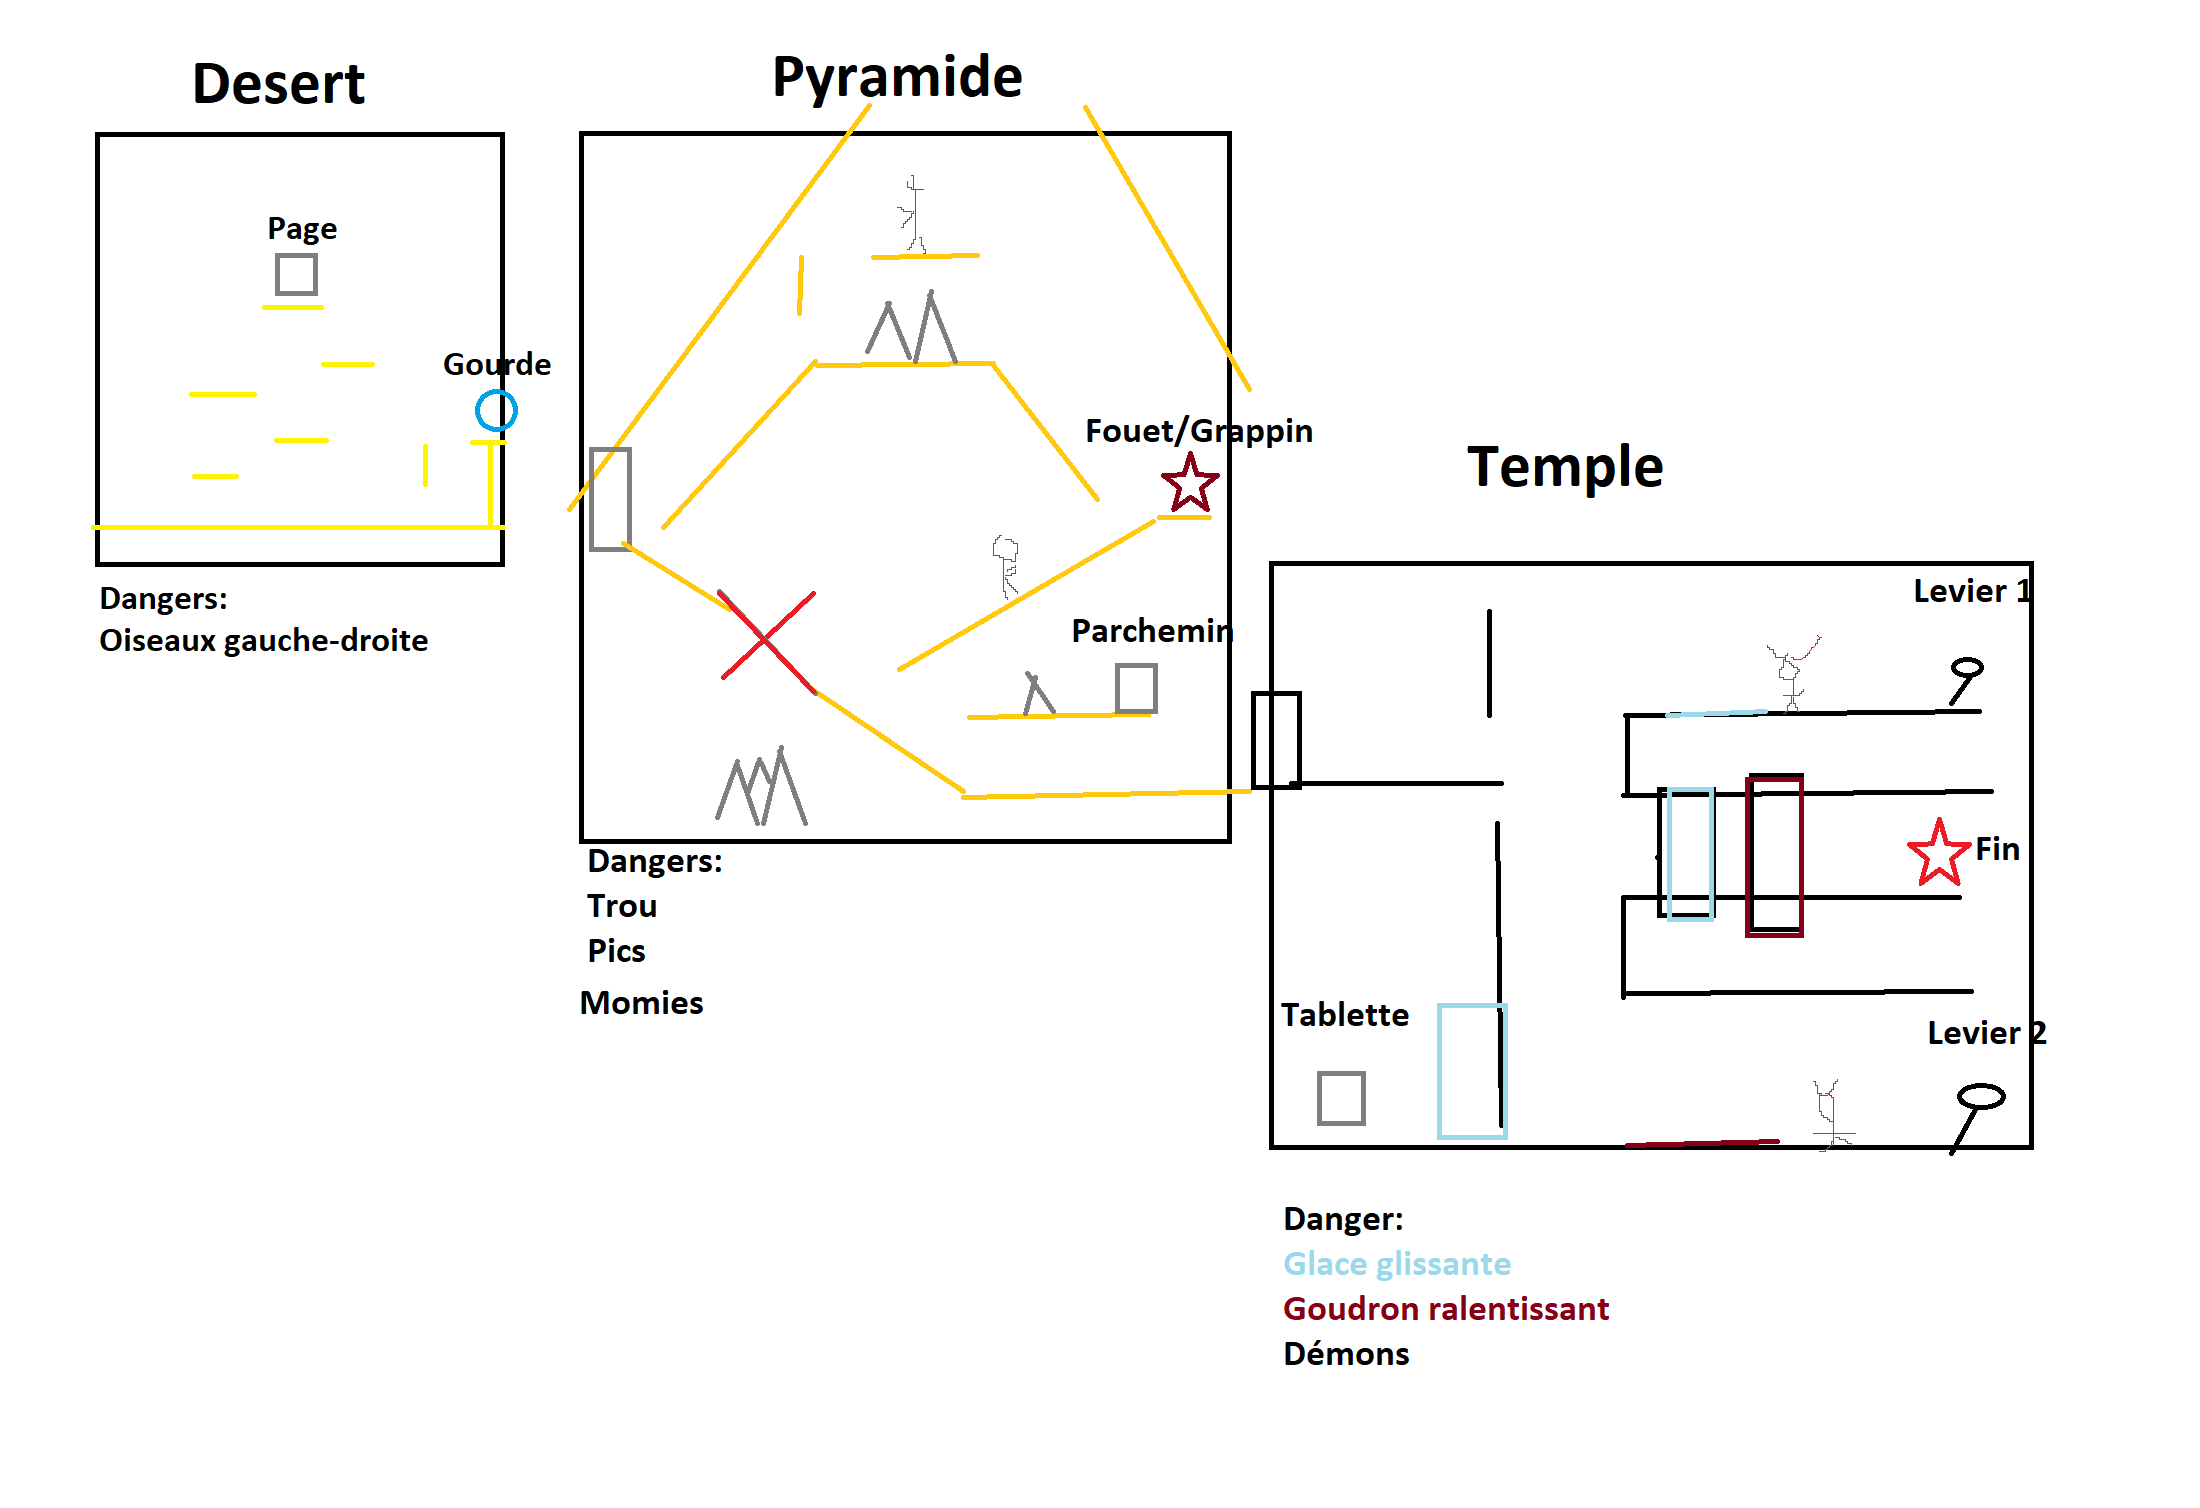 Desert
Page
Gourde
Dangers:
Oiseaux gauche-droite
Pyramide
Fouet/Grappin
Parchemin
Dangers:
Trou
Pics
Momies
Temple
Levier 1
Fin
Tablette
Levier 2
Danger:
Glace glissante
Goudron ralentissant
Démons